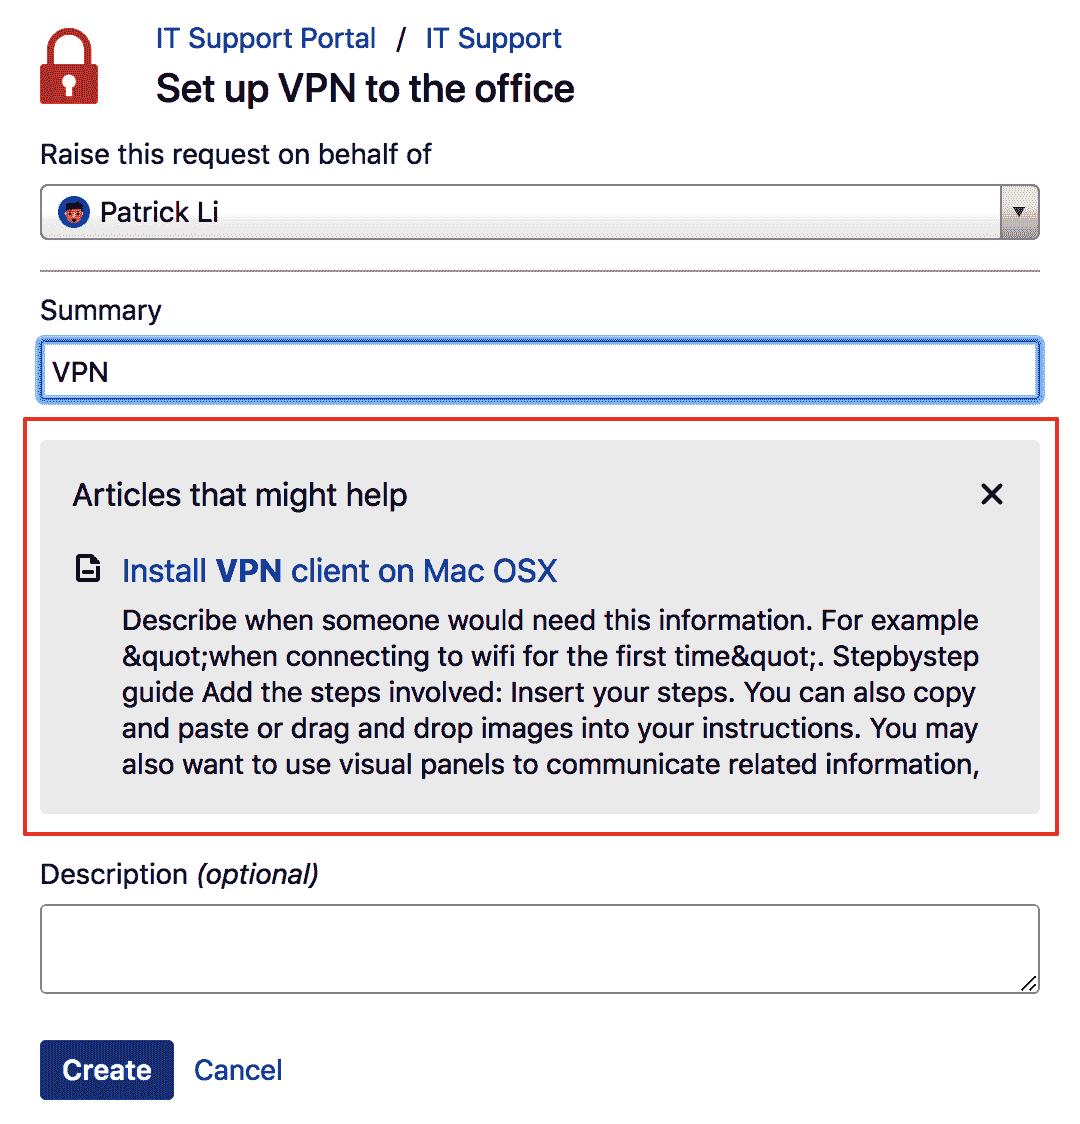 IT Support Portal / IT Support
Set up VPN to the office
Raise this request on behalf of
Patrick Li
Summary
VPN
Articles that might help
Install VPN client on Mac OSX
Describe when someone would need this information. For example
&quot;when connecting to wifi for the first time&quot;. Stepbystep
guide Add the steps involved: Insert your steps. You can also copy
and paste or drag and drop images into your instructions. You may
also want to use visual panels to communicate related information,
Description (optional)
Create Cancel